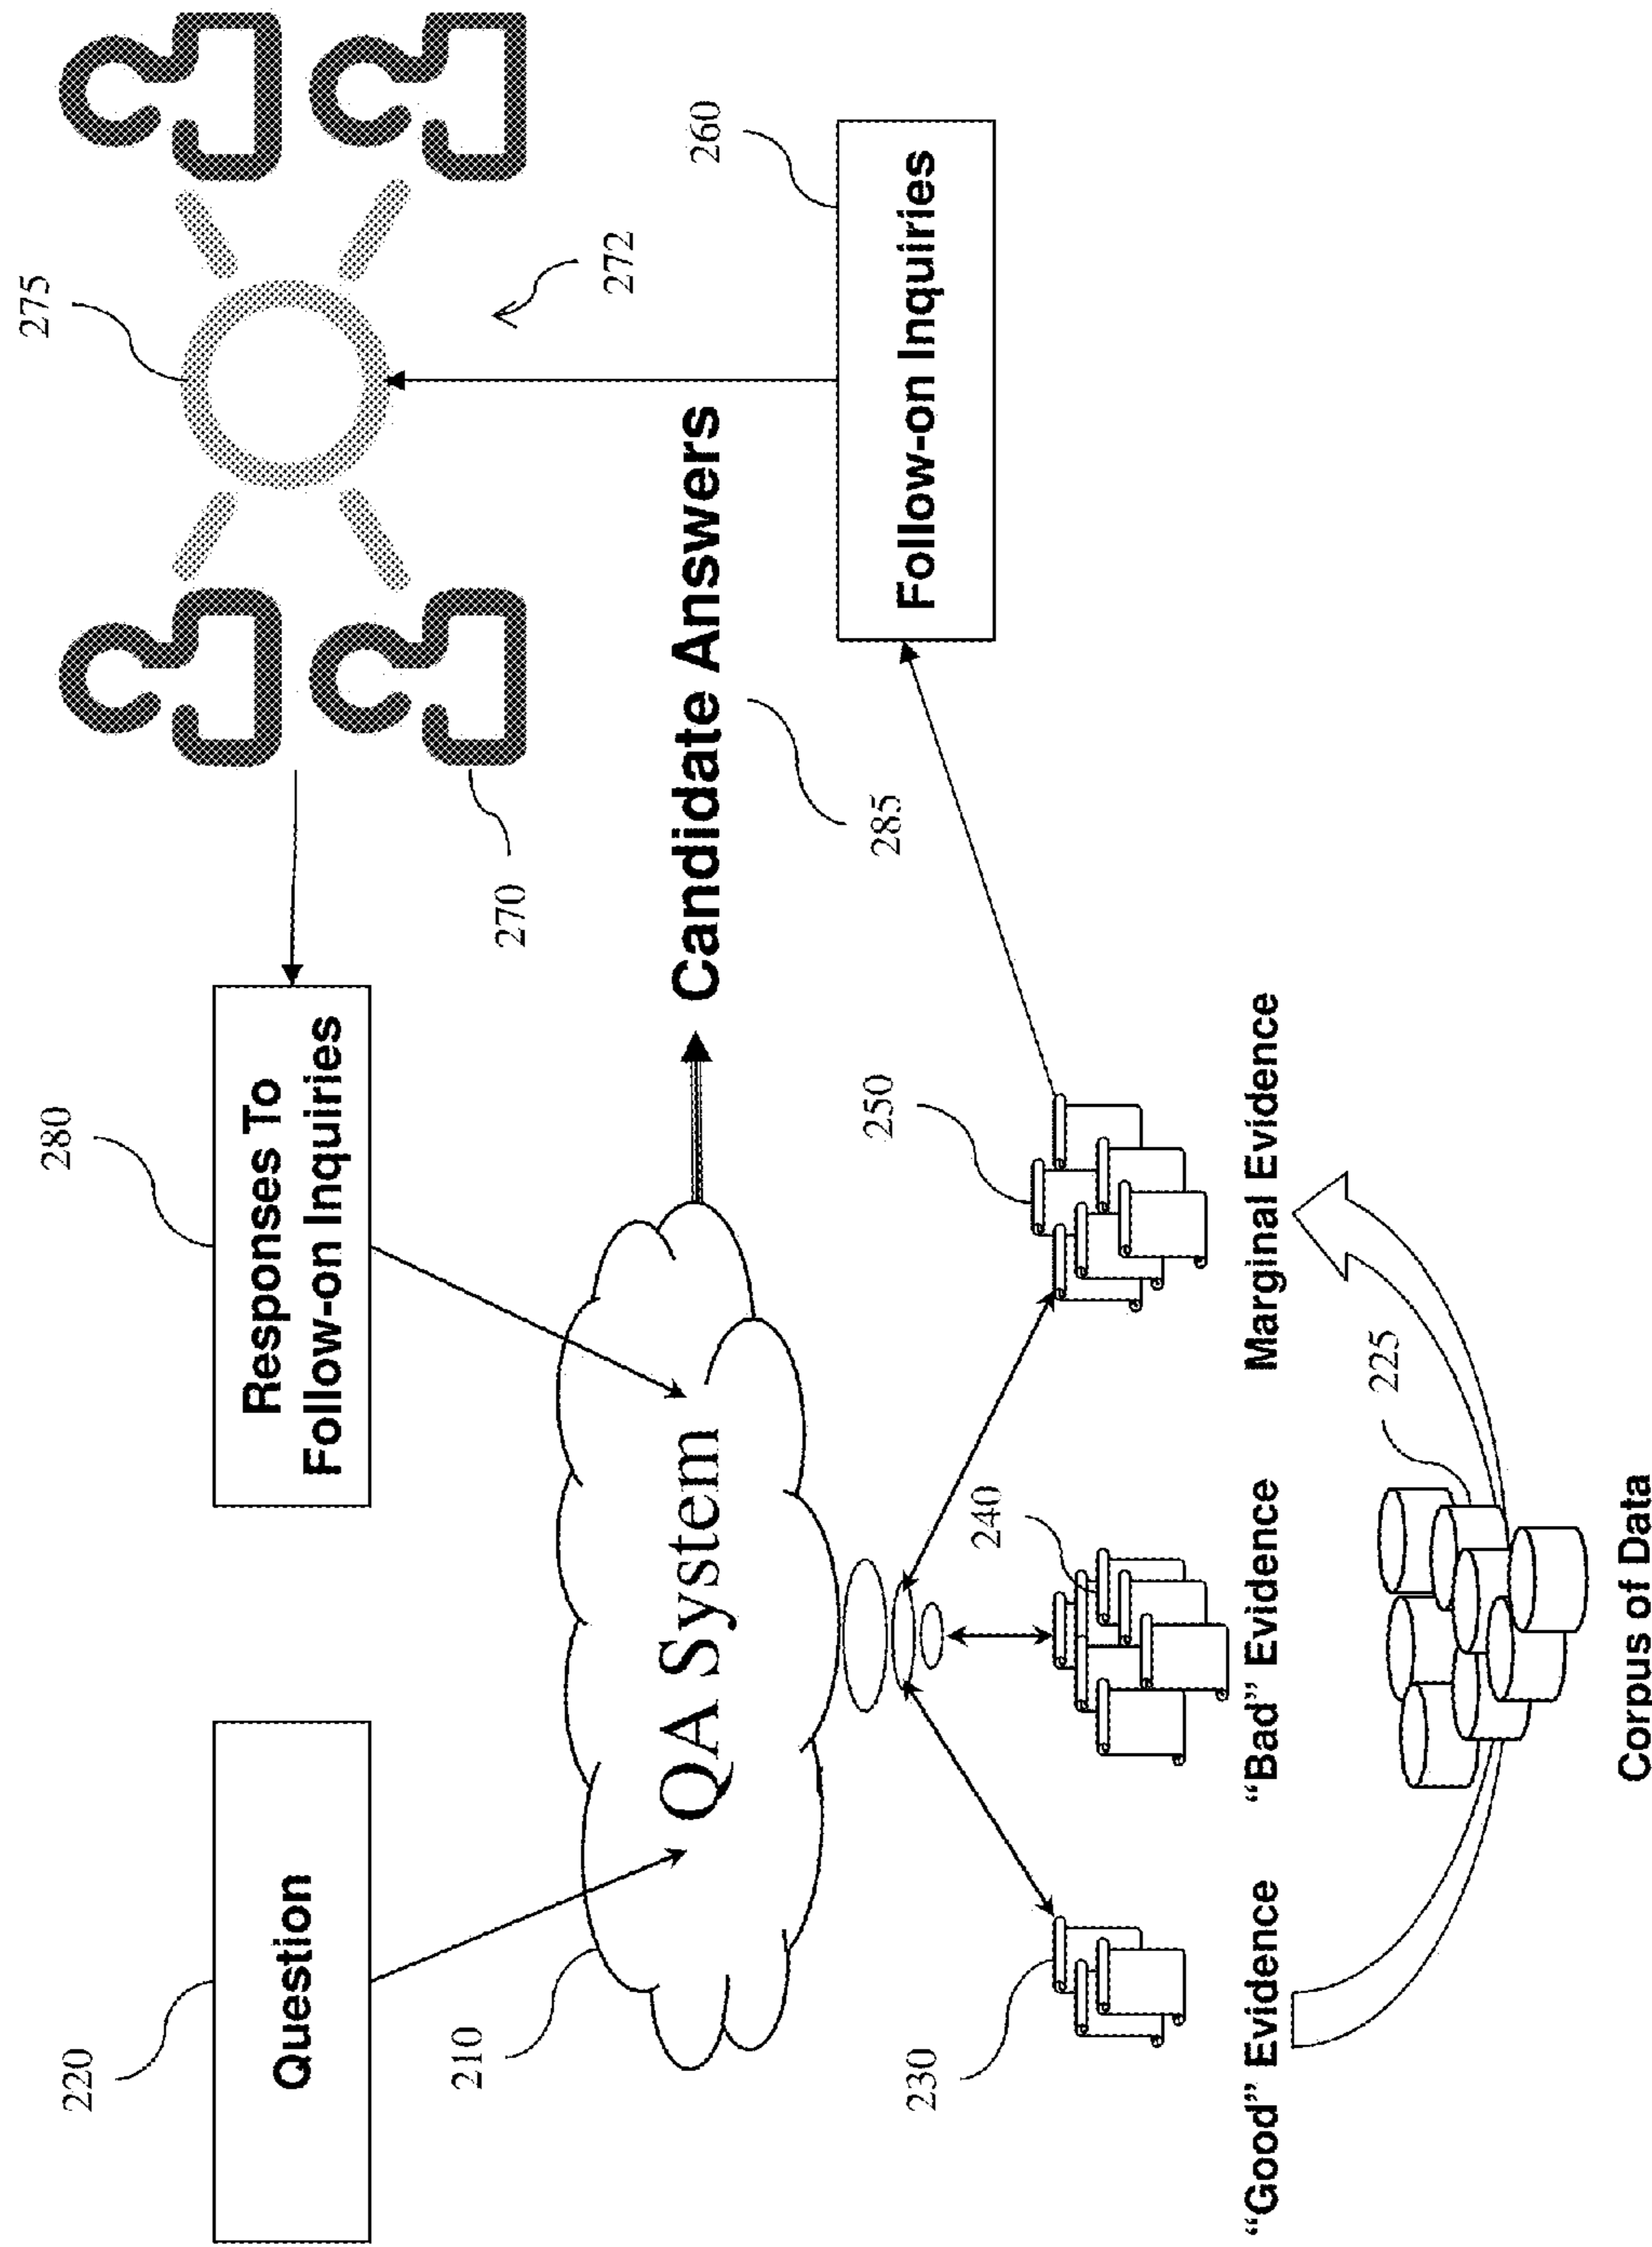 220
Question
280
Responses To
Follow-on Inquiries
275
272
270
210
QA System
Candidate Answers
285
260
Follow-on Inquiries
230
240
250
"Good" Evidence
"Bad" Evidence
Marginal Evidence
225
Corpus of Data